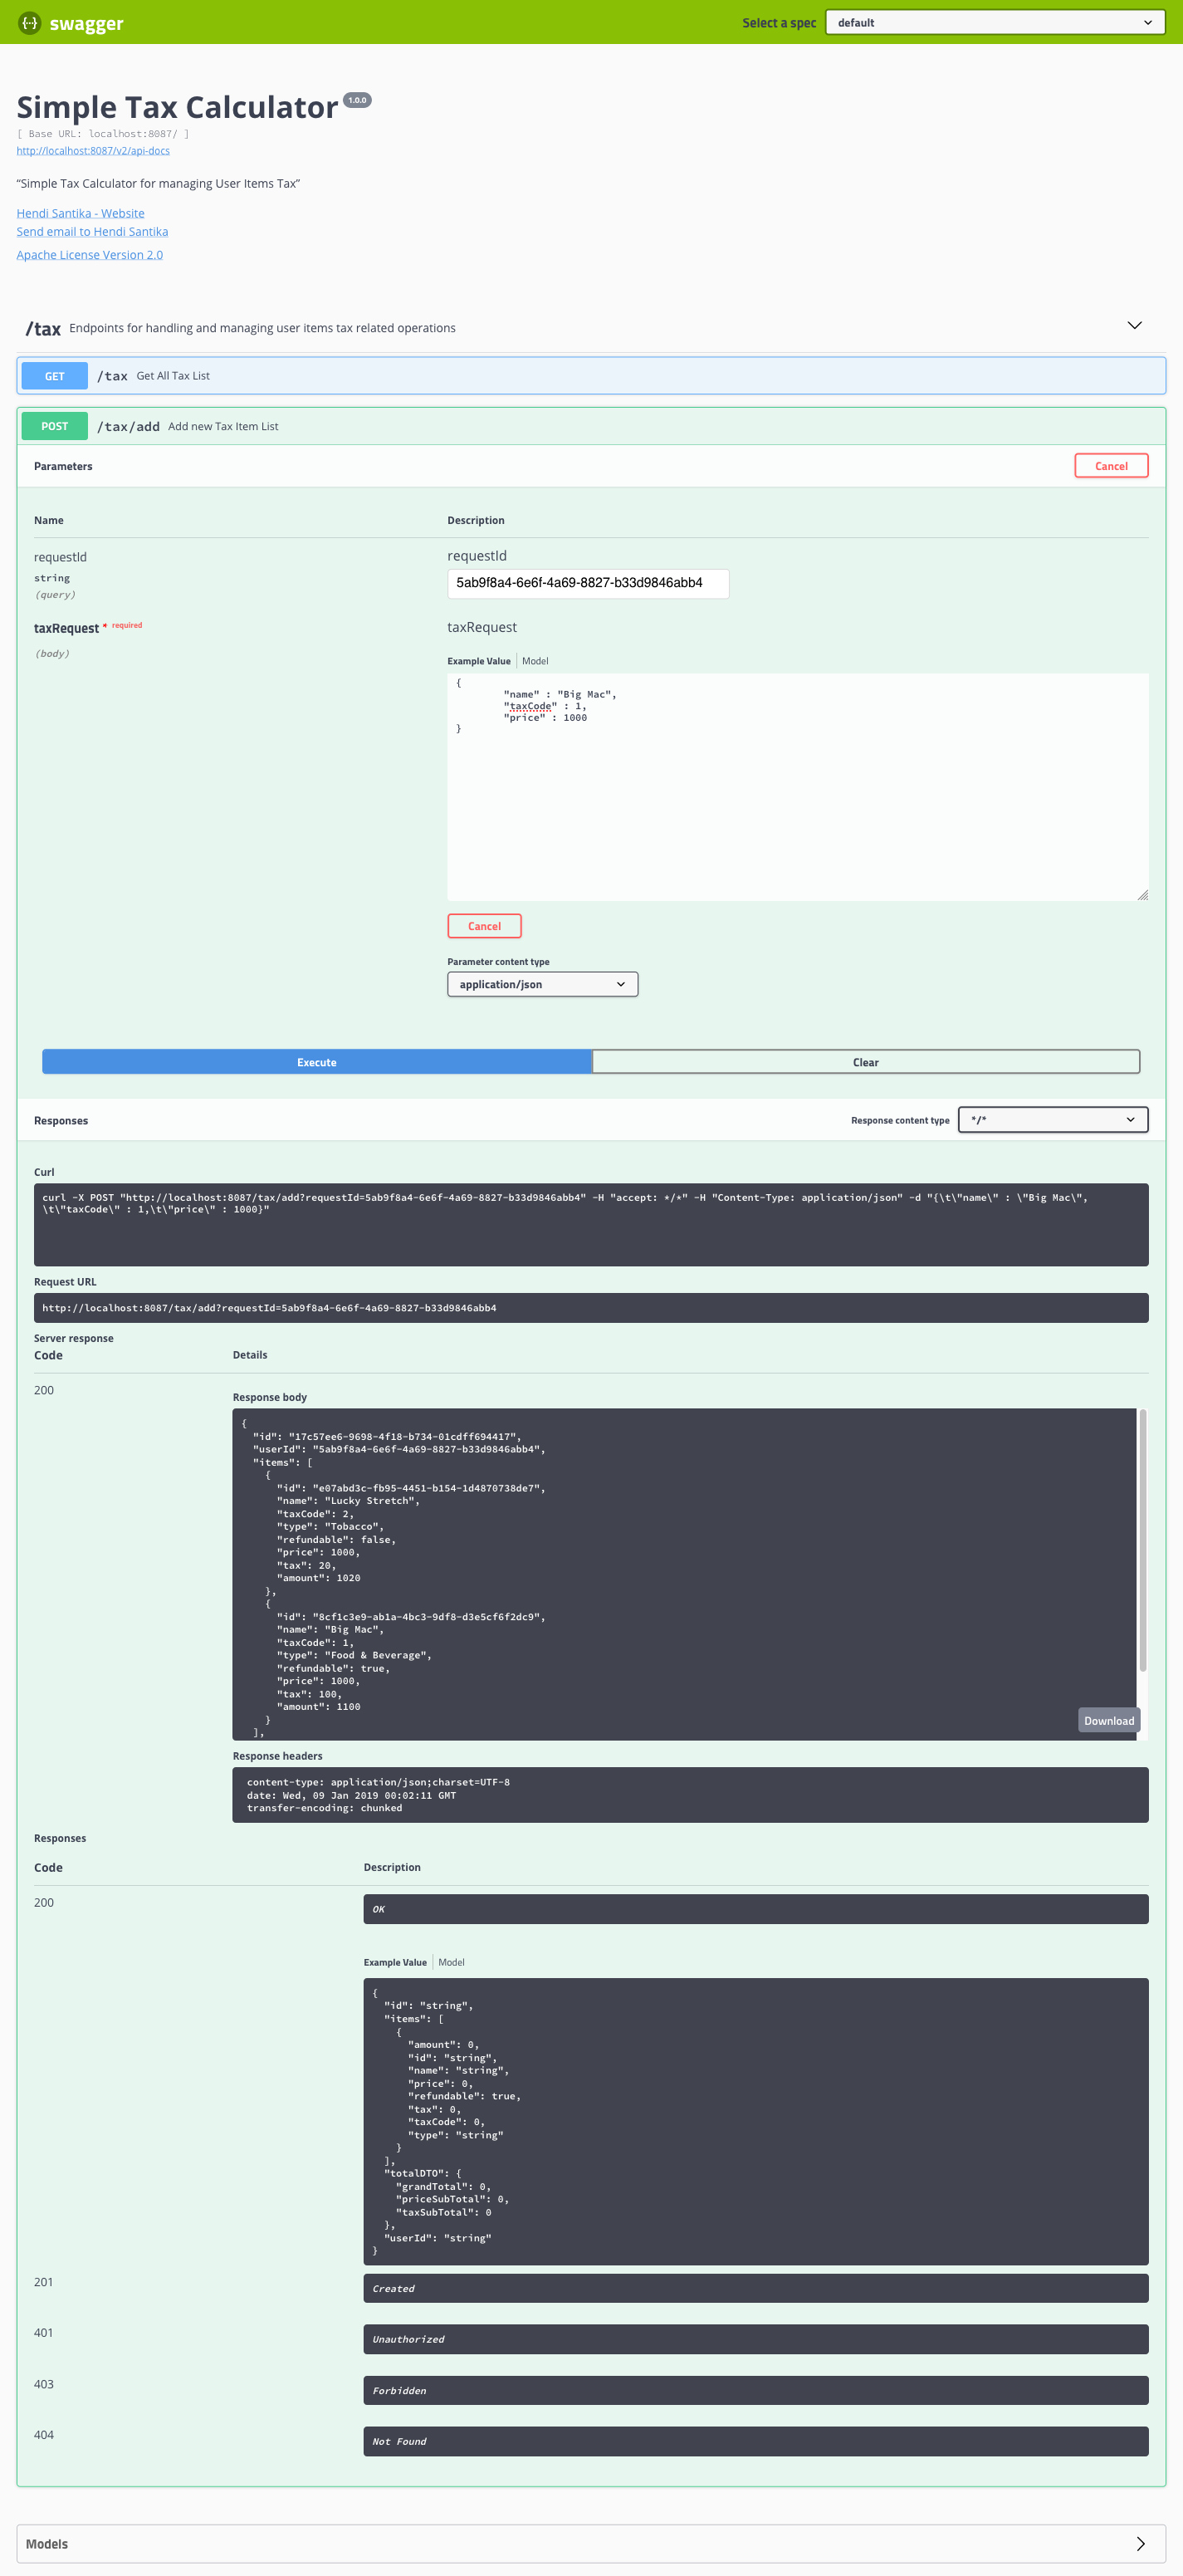 swagger
Select a spec
default
Simple Tax Calculator 1.0.0
[ Base URL: localhost:8087/ ]
http://localhost:8087/v2/api-docs
“Simple Tax Calculator for managing User Items Tax”
Hendi Santika - Website
Send email to Hendi Santika
Apache License Version 2.0
/tax Endpoints for handling and managing user items tax related operations
GET /tax Get All Tax List
POST /tax/add Add new Tax Item List
Parameters
Cancel
Name Description
requestId
string
(query)
requestId
5ab9f8a4-6e6f-4a69-8827-b33d9846abb4
taxRequest * required
(body)
taxRequest
Example Value Model
{
"name" : "Big Mac",
"taxCode" : 1,
"price" : 1000
}
Cancel
Parameter content type
application/json
Execute Clear
Responses
Response content type
*/*
Curl
curl -X POST "http://localhost:8087/tax/add?requestId=5ab9f8a4-6e6f-4a69-8827-b33d9846abb4" -H "accept: */*" -H "Content-Type: application/json" -d "{\t\"name\" : \"Big Mac\",
\t\"taxCode\" : 1,\t\"price\" : 1000}"
Request URL
http://localhost:8087/tax/add?requestId=5ab9f8a4-6e6f-4a69-8827-b33d9846abb4
Server response
Code Details
200
Response body
{
"id": "17c57ee6-9698-4f18-b734-01cdff694417",
"userId": "5ab9f8a4-6e6f-4a69-8827-b33d9846abb4",
"items": [
{
"id": "e07abd3c-fb95-4451-b154-1d4870738de7",
"name": "Lucky Stretch",
"taxCode": 2,
"type": "Tobacco",
"refundable": false,
"price": 1000,
"tax": 20,
"amount": 1020
},
{
"id": "8cf1c3e9-ab1a-4bc3-9df8-d3e5cf6f2dc9",
"name": "Big Mac",
"taxCode": 1,
"type": "Food & Beverage",
"refundable": true,
"price": 1000,
"tax": 100,
"amount": 1100
}
],
Download
Response headers
content-type: application/json;charset=UTF-8
date: Wed, 09 Jan 2019 00:02:11 GMT
transfer-encoding: chunked
Responses
Code Description
200
OK
Example Value Model
{
"id": "string",
"items": [
{
"amount": 0,
"id": "string",
"name": "string",
"price": 0,
"refundable": true,
"tax": 0,
"taxCode": 0,
"type": "string"
}
],
"totalDTO": {
"grandTotal": 0,
"priceSubTotal": 0,
"taxSubTotal": 0
},
"userId": "string"
}
201
Created
401
Unauthorized
403
Forbidden
404
Not Found
Models